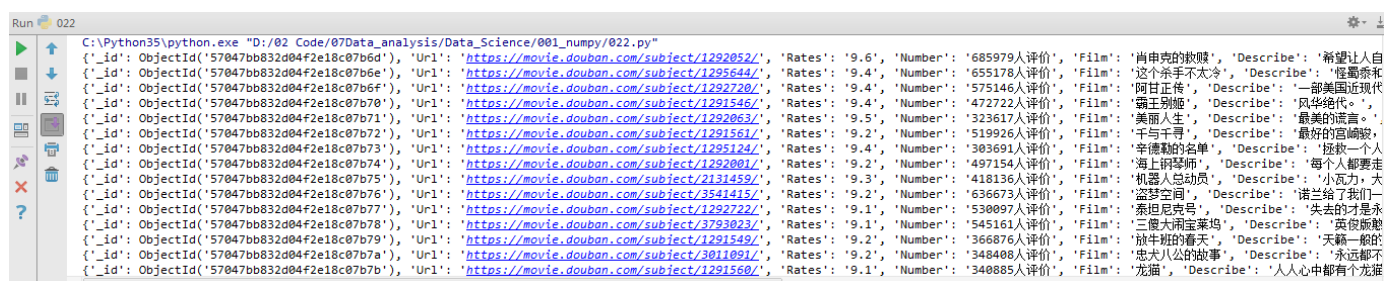 Run 022
C:\Python35\python.exe "D:/02 Code/07Data_analysis/Data_Science/001_numpy/022.py"
{'_id': ObjectId('57047bb832d04f2e18c07b6d'), 'Url': 'https://movie.douban.com/subject/1292052/', 'Rates': '9.6', 'Number': '685979人评价', 'Film': '肖申克的救赎', 'Describe': '希望让人自
{'_id': ObjectId('57047bb832d04f2e18c07b6e'), 'Url': 'https://movie.douban.com/subject/1295644/', 'Rates': '9.4', 'Number': '655178人评价', 'Film': '这个杀手不太冷', 'Describe': '怪蜀黍和
{'_id': ObjectId('57047bb832d04f2e18c07b6f'), 'Url': 'https://movie.douban.com/subject/1292720/', 'Rates': '9.4', 'Number': '575146人评价', 'Film': '阿甘正传', 'Describe': '一部美国近现代
{'_id': ObjectId('57047bb832d04f2e18c07b70'), 'Url': 'https://movie.douban.com/subject/1291546/', 'Rates': '9.4', 'Number': '472722人评价', 'Film': '霸王别姬', 'Describe': '风华绝代。',
{'_id': ObjectId('57047bb832d04f2e18c07b71'), 'Url': 'https://movie.douban.com/subject/1292063/', 'Rates': '9.5', 'Number': '323617人评价', 'Film': '美丽人生', 'Describe': '最美的谎言。'
{'_id': ObjectId('57047bb832d04f2e18c07b72'), 'Url': 'https://movie.douban.com/subject/1291561/', 'Rates': '9.2', 'Number': '519926人评价', 'Film': '千与千寻', 'Describe': '最好的宫崎骏，
{'_id': ObjectId('57047bb832d04f2e18c07b73'), 'Url': 'https://movie.douban.com/subject/1295124/', 'Rates': '9.4', 'Number': '303691人评价', 'Film': '辛德勒的名单', 'Describe': '拯救一个人
{'_id': ObjectId('57047bb832d04f2e18c07b74'), 'Url': 'https://movie.douban.com/subject/1292001/', 'Rates': '9.2', 'Number': '497154人评价', 'Film': '海上钢琴师', 'Describe': '每个人都要走
{'_id': ObjectId('57047bb832d04f2e18c07b75'), 'Url': 'https://movie.douban.com/subject/2131459/', 'Rates': '9.3', 'Number': '418136人评价', 'Film': '机器人总动员', 'Describe': '小瓦力，大
{'_id': ObjectId('57047bb832d04f2e18c07b76'), 'Url': 'https://movie.douban.com/subject/3541415/', 'Rates': '9.2', 'Number': '636673人评价', 'Film': '盗梦空间', 'Describe': '诺兰给了我们一
{'_id': ObjectId('57047bb832d04f2e18c07b77'), 'Url': 'https://movie.douban.com/subject/1292722/', 'Rates': '9.1', 'Number': '530097人评价', 'Film': '泰坦尼克号', 'Describe': '失去的才是永
{'_id': ObjectId('57047bb832d04f2e18c07b78'), 'Url': 'https://movie.douban.com/subject/3793023/', 'Rates': '9.1', 'Number': '545161人评价', 'Film': '三傻大闹宝莱坞', 'Describe': '英俊版憨
{'_id': ObjectId('57047bb832d04f2e18c07b79'), 'Url': 'https://movie.douban.com/subject/1291549/', 'Rates': '9.2', 'Number': '366876人评价', 'Film': '放牛班的春天', 'Describe': '天籁一般的
{'_id': ObjectId('57047bb832d04f2e18c07b7a'), 'Url': 'https://movie.douban.com/subject/3011091/', 'Rates': '9.2', 'Number': '348408人评价', 'Film': '忠犬八公的故事', 'Describe': '永远都不
{'_id': ObjectId('57047bb832d04f2e18c07b7b'), 'Url': 'https://movie.douban.com/subject/1291560/', 'Rates': '9.1', 'Number': '340885人评价', 'Film': '龙猫', 'Describe': '人人心中都有个龙猫